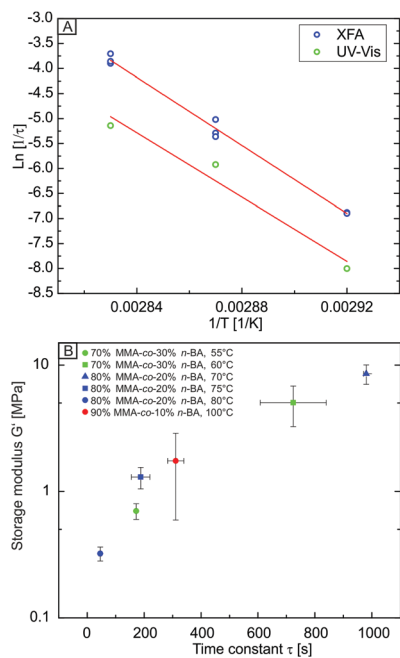 A
XFA
UV-Vis
-3.0
-3.5
-4.0
-4.5
-5.0
-5.5
-6.0
-6.5
-7.0
-7.5
-8.0
-8.5
Ln [1/τ]
0.00284 0.00288 0.00292
1/T [1/K]
B
70% MMA-co-30% n-BA, 55°C
70% MMA-co-30% n-BA, 60°C
80% MMA-co-20% n-BA, 70°C
80% MMA-co-20% n-BA, 75°C
80% MMA-co-20% n-BA, 80°C
90% MMA-co-10% n-BA, 100°C
10
1
0.1
Storage modulus G' [MPa]
0 200 400 600 800 1000
Time constant τ [s]